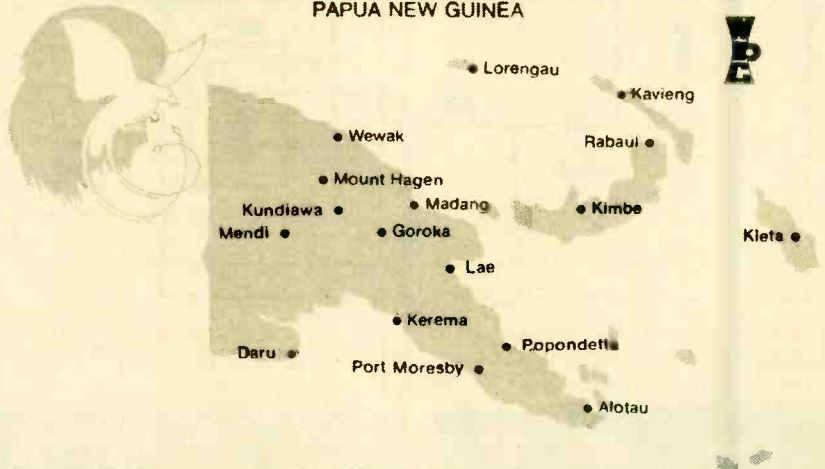 PAPUA NEW GUINEA
Lorengau
Kavieng
Wewak
Rabaul
Mount Hagen
Madang
Kundiawa
Kimbe
Mendi
Goroka
Kieta
Lae
Kerema
Popondetta
Daru
Port Moresby
Alotau